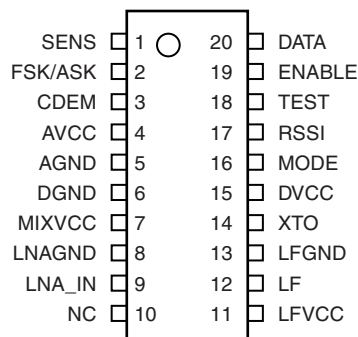 SENS 1 20 DATA
FSK/ASK 2 19 ENABLE
CDEM 3 18 TEST
AVCC 4 17 RSSI
AGND 5 16 MODE
DGND 6 15 DVCC
MIXVCC 7 14 XTO
LNAGND 8 13 LFGND
LNA_IN 9 12 LF
NC 10 11 LFVCC